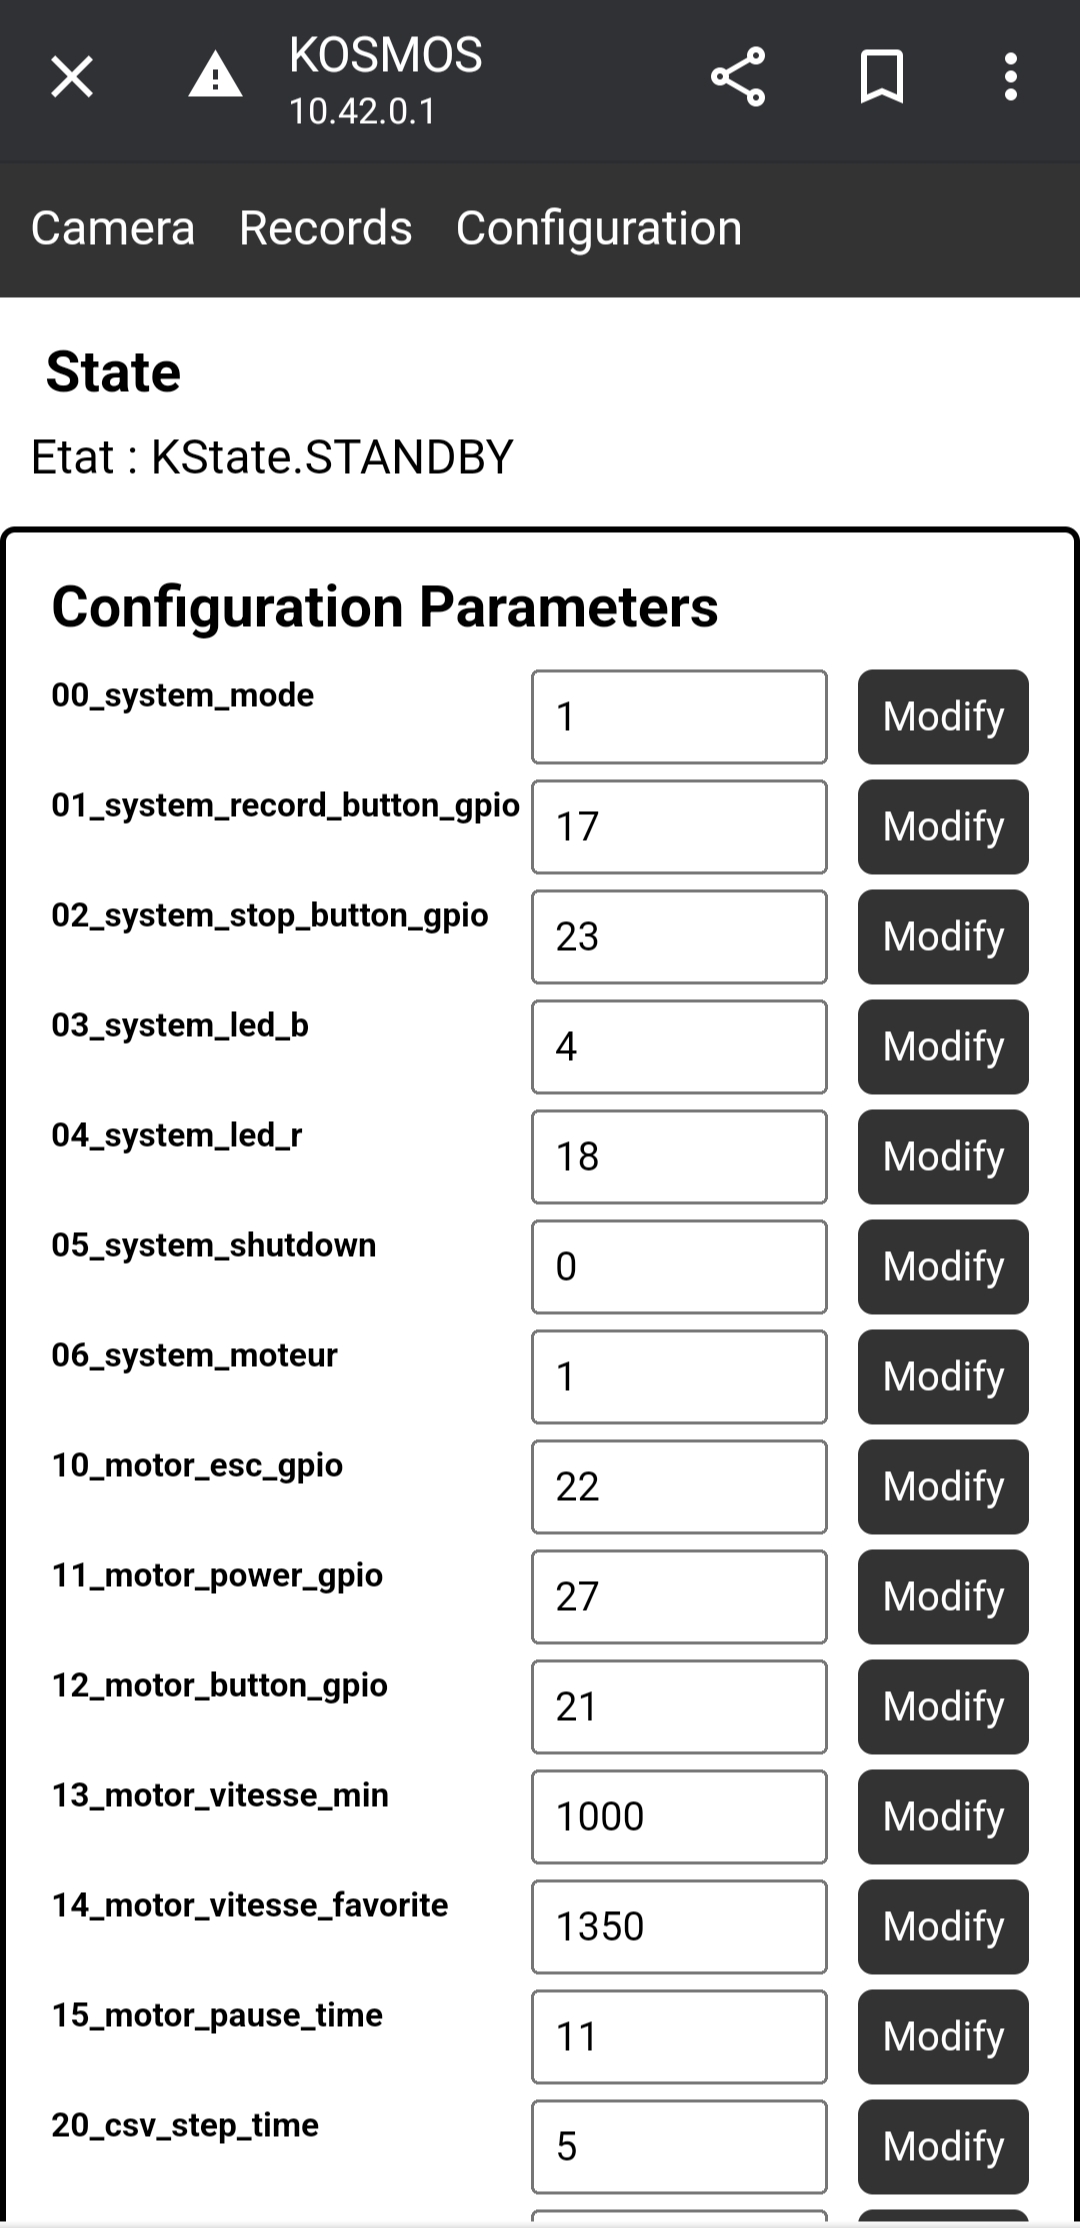 KOSMOS
10.42.0.1
Camera Records Configuration
State
Etat : KState.STANDBY
Configuration Parameters
00_system_mode 1 Modify
01_system_record_button_gpio 17 Modify
02_system_stop_button_gpio 23 Modify
03_system_led_b 4 Modify
04_system_led_r 18 Modify
05_system_shutdown 0 Modify
06_system_moteur 1 Modify
10_motor_esc_gpio 22 Modify
11_motor_power_gpio 27 Modify
12_motor_button_gpio 21 Modify
13_motor_vitesse_min 1000 Modify
14_motor_vitesse_favorite 1350 Modify
15_motor_pause_time 11 Modify
20_csv_step_time 5 Modify